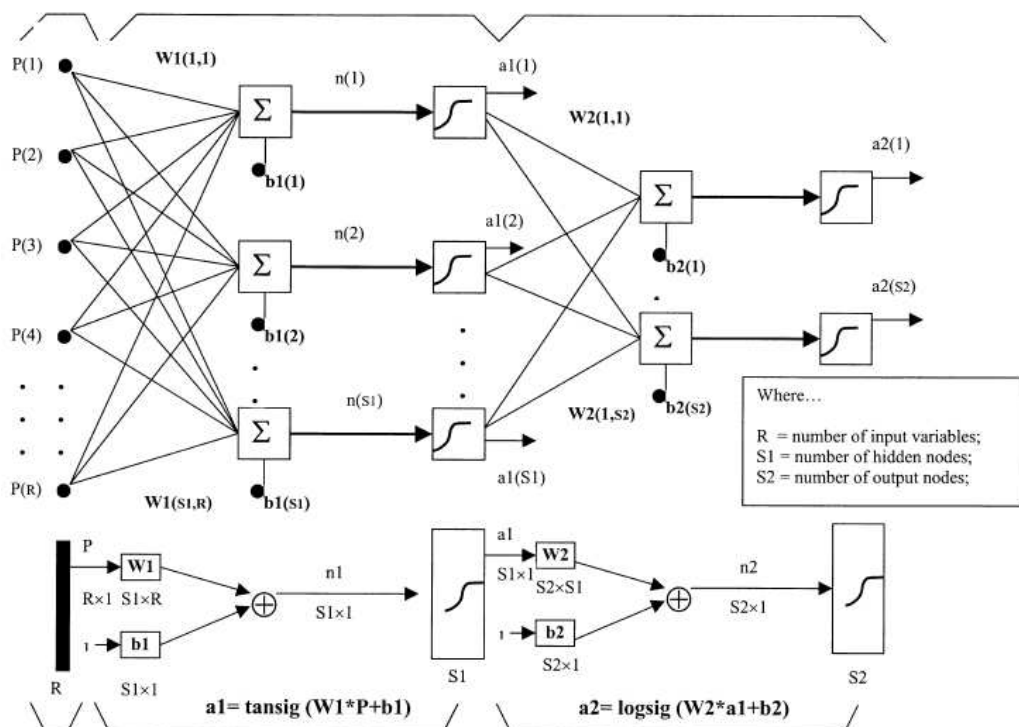 W1(1,1)
P(1)
n(1)
a1(1)
Σ
W2(1,1)
P(2)
b1(1)
a2(1)
Σ
P(3)
n(2)
a1(2)
Σ
b2(1)
a2(S2)
P(4)
b1(2)
Σ
n(S1)
W2(1,S2)
b2(S2)
Σ
Where…
R = number of input variables;
S1 = number of hidden nodes;
S2 = number of output nodes;
P(R)
W1(S1,R)
b1(S1)
a1(S1)
P
W1
n1
a1
W2
n2
R×1
S1×R
S1×1
S1×1
S2×S1
S2×1
1
b1
1
b2
R
S1×1
S1
S2×1
S2
a1= tansig (W1*P+b1)
a2= logsig (W2*a1+b2)